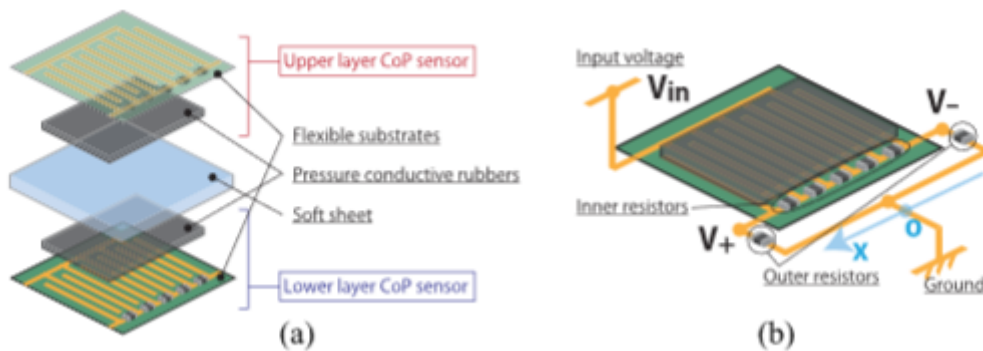 Upper layer CoP sensor
Flexible substrates
Pressure conductive rubbers
Soft sheet
Lower layer CoP sensor
(a)
Input voltage
Vin
V-
Inner resistors
V+
o
x
Outer resistors
Ground
(b)